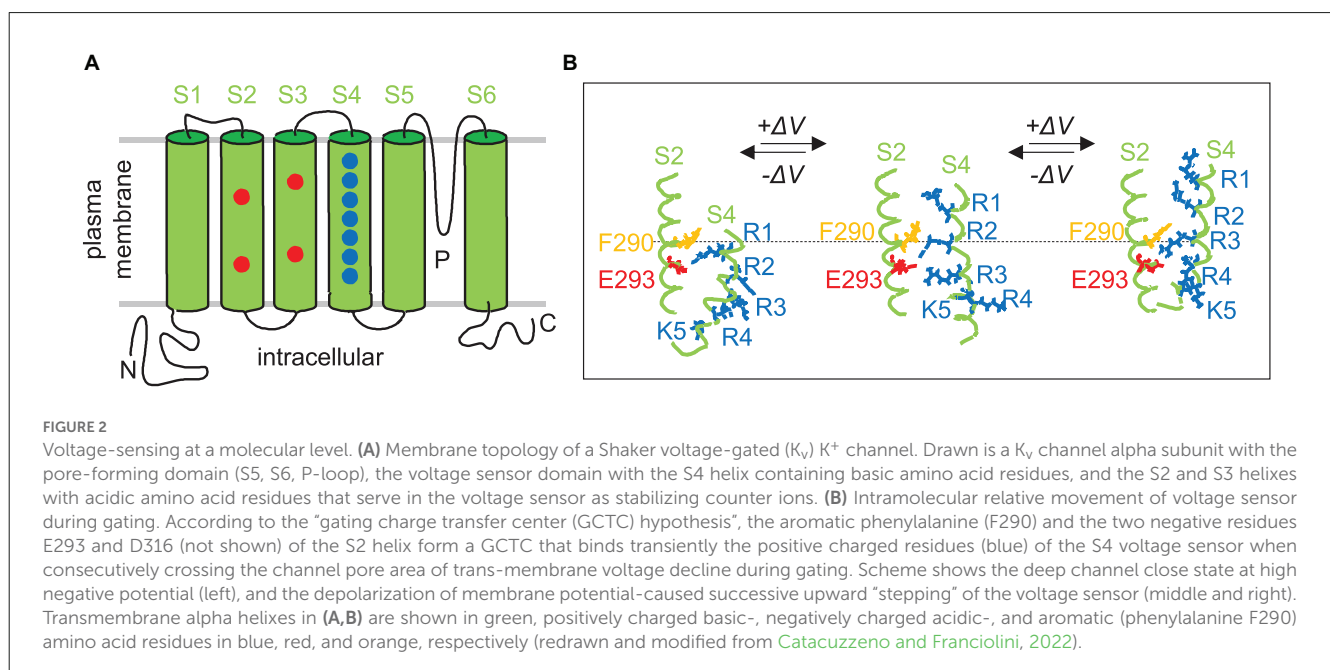 A
S1 S2 S3 S4 S5 S6
plasma
membrane
P
N
C
intracellular
B
+ΔV
-ΔV
+ΔV
-ΔV
S2
S4
F290
E293
R1
R2
R3
R4
K5
S2
S4
F290
E293
R1
R2
R3
R4
K5
S2
S4
F290
E293
R1
R2
R3
R4
K5
FIGURE 2
Voltage-sensing at a molecular level. (A) Membrane topology of a Shaker voltage-gated (Kv) K+ channel. Drawn is a Kv channel alpha subunit with the
pore-forming domain (S5, S6, P-loop), the voltage sensor domain with the S4 helix containing basic amino acid residues, and the S2 and S3 helixes
with acidic amino acid residues that serve in the voltage sensor as stabilizing counter ions. (B) Intramolecular relative movement of voltage sensor
during gating. According to the “gating charge transfer center (GCTC) hypothesis”, the aromatic phenylalanine (F290) and the two negative residues
E293 and D316 (not shown) of the S2 helix form a GCTC that binds transiently the positive charged residues (blue) of the S4 voltage sensor when
consecutively crossing the channel pore area of trans-membrane voltage decline during gating. Scheme shows the deep channel close state at high
negative potential (left), and the depolarization of membrane potential-caused successive upward “stepping” of the voltage sensor (middle and right).
Transmembrane alpha helixes in (A,B) are shown in green, positively charged basic-, negatively charged acidic-, and aromatic (phenylalanine F290)
amino acid residues in blue, red, and orange, respectively (redrawn and modified from Catacuzzeno and Franciolini, 2022).